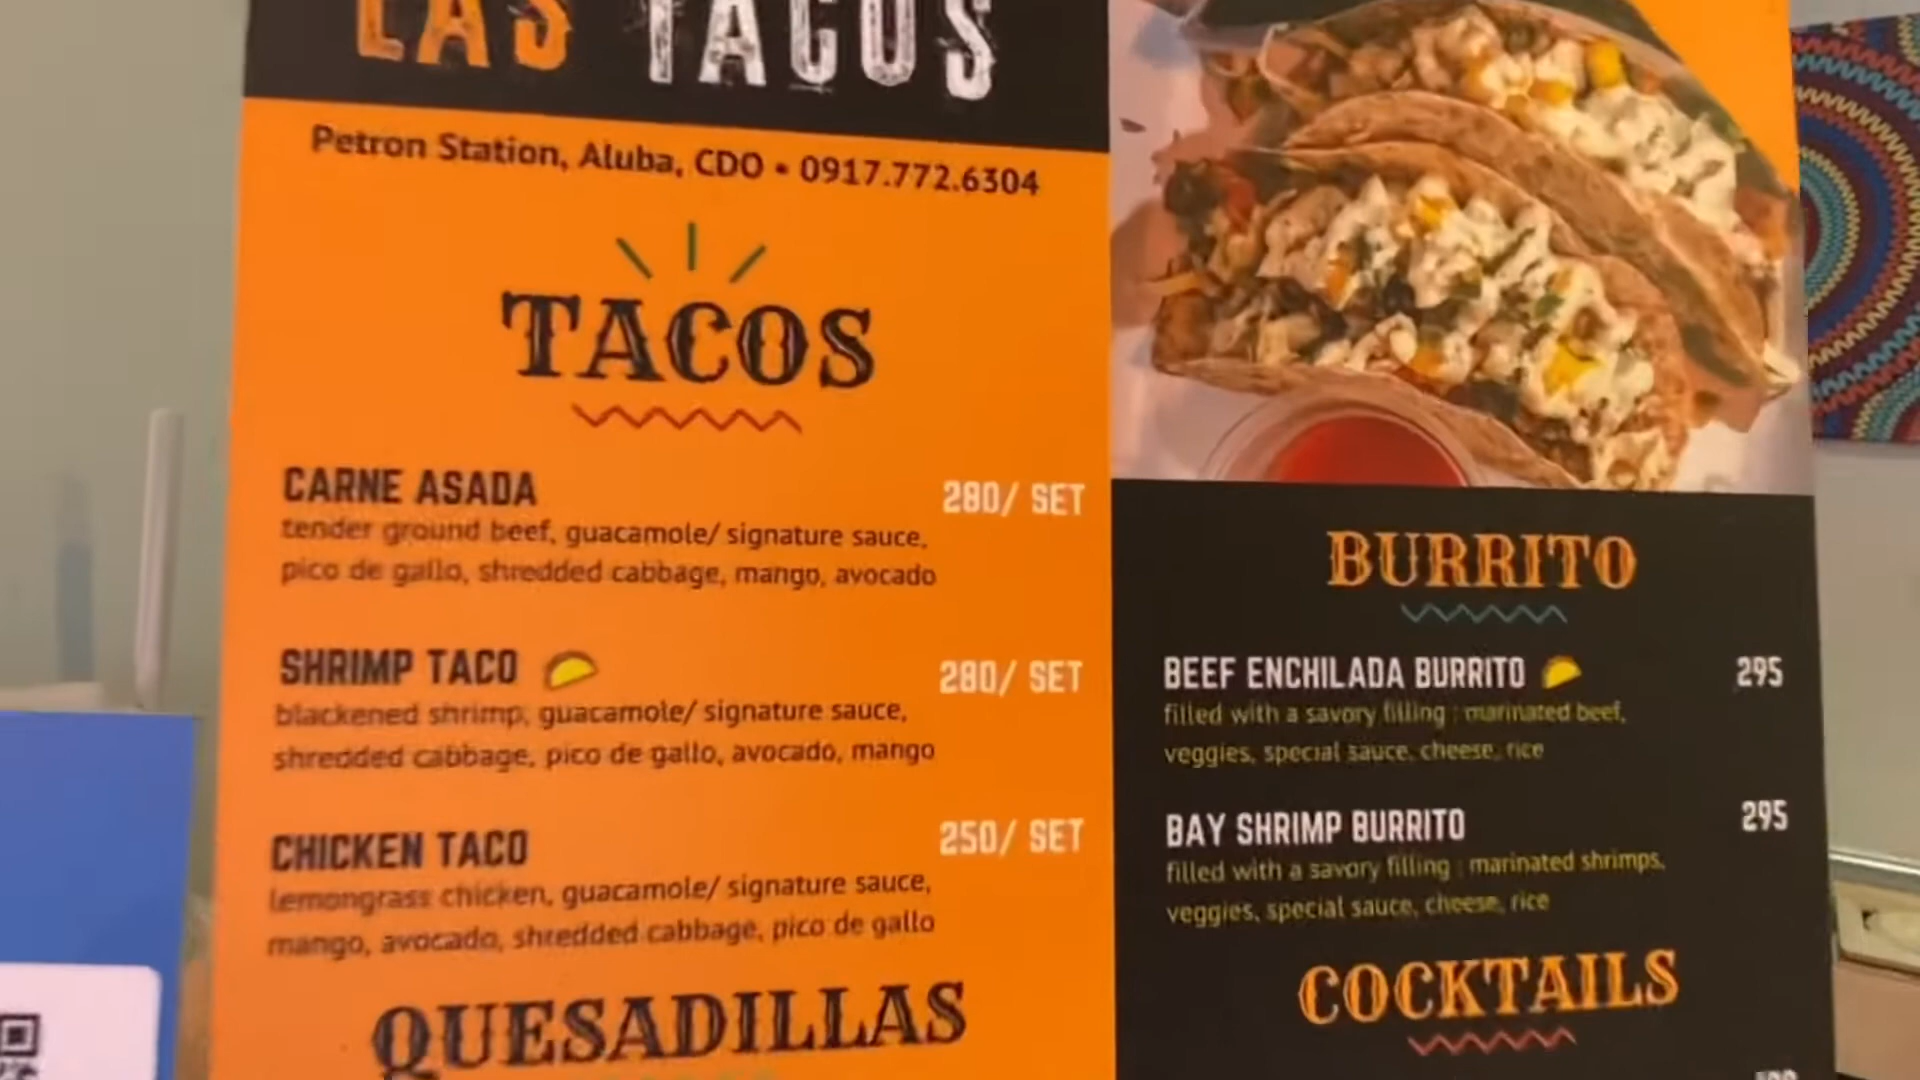 LAS TACOS
Petron Station, Aluba, CDO • 0917.772.6304
TACOS
CARNE ASADA 280/ SET
tender ground beef, guacamole/ signature sauce,
pico de gallo, shredded cabbage, mango, avocado
SHRIMP TACO 280/ SET
blackened shrimp, guacamole/ signature sauce,
shredded cabbage, pico de gallo, avocado, mango
CHICKEN TACO 250/ SET
lemongrass chicken, guacamole/ signature sauce,
mango, avocado, shredded cabbage, pico de gallo
QUESADILLAS
BURRITO
BEEF ENCHILADA BURRITO 295
filled with a savory filling : marinated beef,
veggies, special sauce, cheese, rice
BAY SHRIMP BURRITO 295
filled with a savory filling : marinated shrimps,
veggies, special sauce, cheese, rice
COCKTAILS